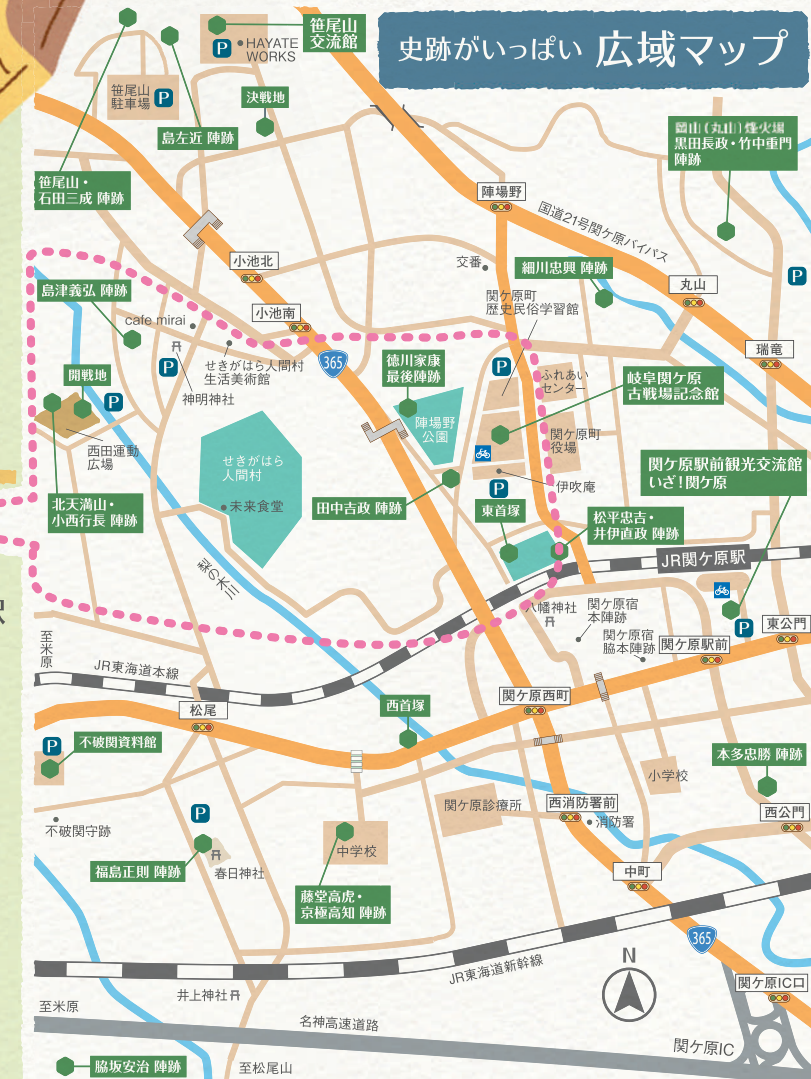 史跡がいっぱい 広域マップ
笹尾山
交流館
P
HAYATE
WORKS
笹尾山
駐車場
P
決戦地
島左近 陣跡
岡山(丸山)烽火場
黒田長政・竹中重門
陣跡
笹尾山・
石田三成 陣跡
陣場野
国道21号関ケ原バイパス
小池北
交番
細川忠興 陣跡
P
丸山
島津義弘 陣跡
関ケ原町
歴史民俗学習館
cafe mirai
小池南
瑞竜
せきがはら人間村
生活美術館
365
徳川家康
最後陣跡
P
ふれあい
センター
岐阜関ケ原
古戦場記念館
開戦地
P
神明神社
P
陣場野
公園
関ケ原町
役場
西田運動
広場
せきがはら
人間村
関ケ原駅前観光交流館
いざ!関ケ原
伊吹庵
P
北天満山・
小西行長 陣跡
未来食堂
田中吉政 陣跡
東首塚
松平忠吉・
井伊直政 陣跡
JR関ケ原駅
梨の木川
八幡神社
関ケ原宿
本陣跡
関ケ原宿
脇本陣跡
P
東公門
関ケ原駅前
至米原
JR東海道本線
松尾
西首塚
関ケ原西町
P
不破関資料館
本多忠勝 陣跡
小学校
不破関守跡
P
関ケ原診療所
西消防署前
消防署
西公門
中学校
福島正則 陣跡
春日神社
中町
藤堂高虎・
京極高知 陣跡
365
N
JR東海道新幹線
井上神社
関ケ原IC口
至米原
名神高速道路
関ケ原IC
脇坂安治 陣跡
至松尾山